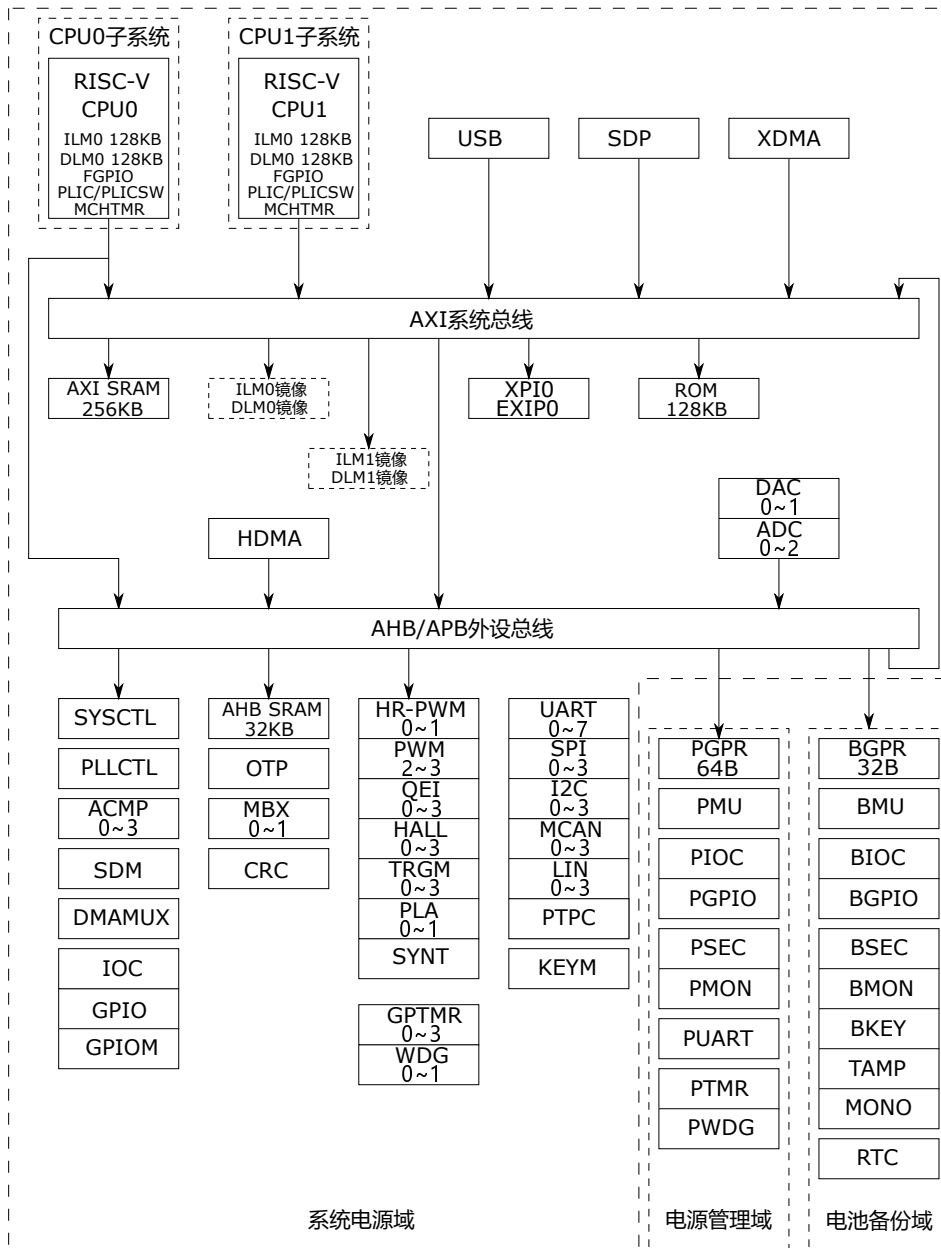 CPU0子系统
RISC-V
CPU0
ILM0 128KB
DLM0 128KB
FGPIO
PLIC/PLICSW
MCHTMR
CPU1子系统
RISC-V
CPU1
ILM0 128KB
DLM0 128KB
FGPIO
PLIC/PLICSW
MCHTMR
USB
SDP
XDMA
AXI系统总线
AXI SRAM
256KB
ILM0镜像
DLM0镜像
ILM1镜像
DLM1镜像
XPI0
EXIP0
ROM
128KB
HDMA
DAC
0~1
ADC
0~2
AHB/APB外设总线
SYSCTL
PLLCTL
ACMP
0~3
SDM
DMAMUX
IOC
GPIO
GPIOM
AHB SRAM
32KB
OTP
MBX
0~1
CRC
HR-PWM
0~1
PWM
2~3
QEI
0~3
HALL
0~3
TRGM
0~3
PLA
0~1
SYNT
GPTMR
0~3
WDG
0~1
UART
0~7
SPI
0~3
I2C
0~3
MCAN
0~3
LIN
0~3
PTPC
KEYM
PGPR
64B
PMU
PIOC
PGPIO
PSEC
PMON
PUART
PTMR
PWDG
BGPR
32B
BMU
BIOC
BGPIO
BSEC
BMON
BKEY
TAMP
MONO
RTC
系统电源域
电源管理域
电池备份域